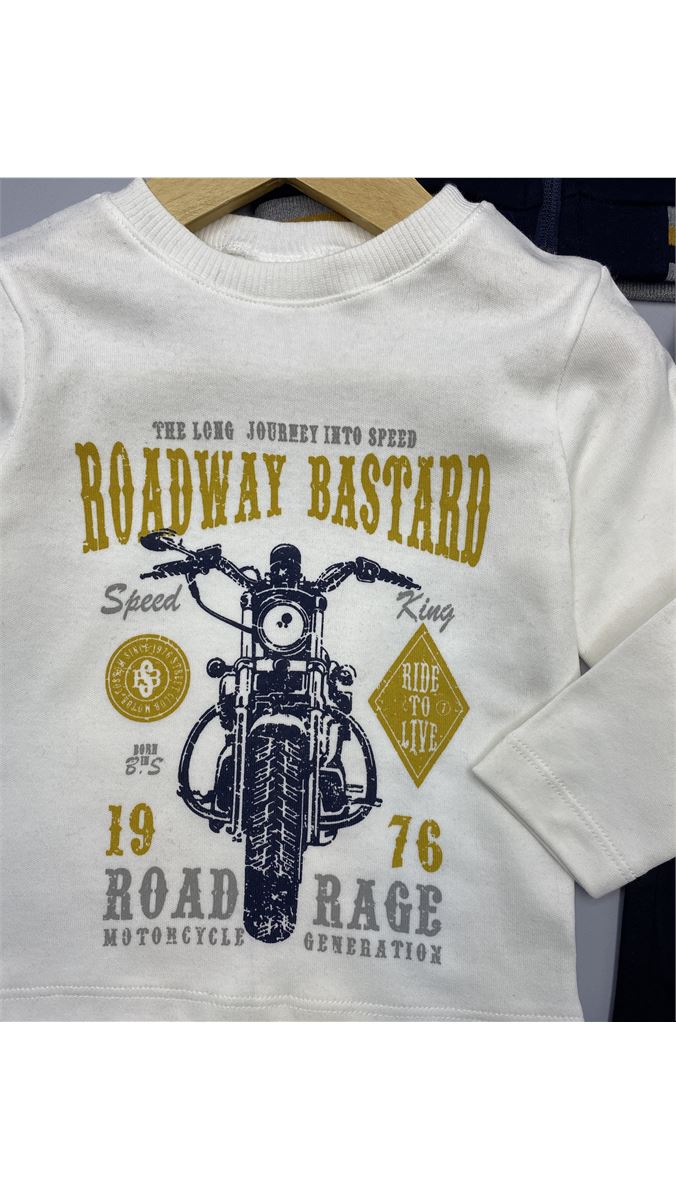 THE LONG JOURNEY INTO SPEED
ROADWAY BASTARD
Speed
King
RIDE
TO
LIVE
BORN
IN
B.S
19
76
ROAD RAGE
MOTORCYCLE GENERATION